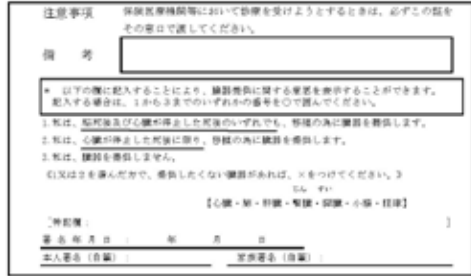 注意事項 保険医療機関等において診療を受けようとするときは、必ずこの証を
その窓口で渡してください。
備 考
※ 以下の欄に記入することにより、臓器提供に関する意思を表示することができます。
記入する場合は、1から3までのいずれかの番号を〇で囲んでください。
1.私は、脳死後及び心臓が停止した死後のいずれでも、移植の為に臓器を提供します。
2.私は、心臓が停止した死後に限り、移植の為に臓器を提供します。
3.私は、臓器を提供しません。
《1又は2を選んだ方で、提供したくない臓器があれば、×をつけてください。》
じん すい
【心臓・肺・肝臓・腎臓・膵臓・小腸・眼球】
〔特記欄: 〕
署名年月日: 年 月 日
本人署名(自筆): 家族署名(自筆):